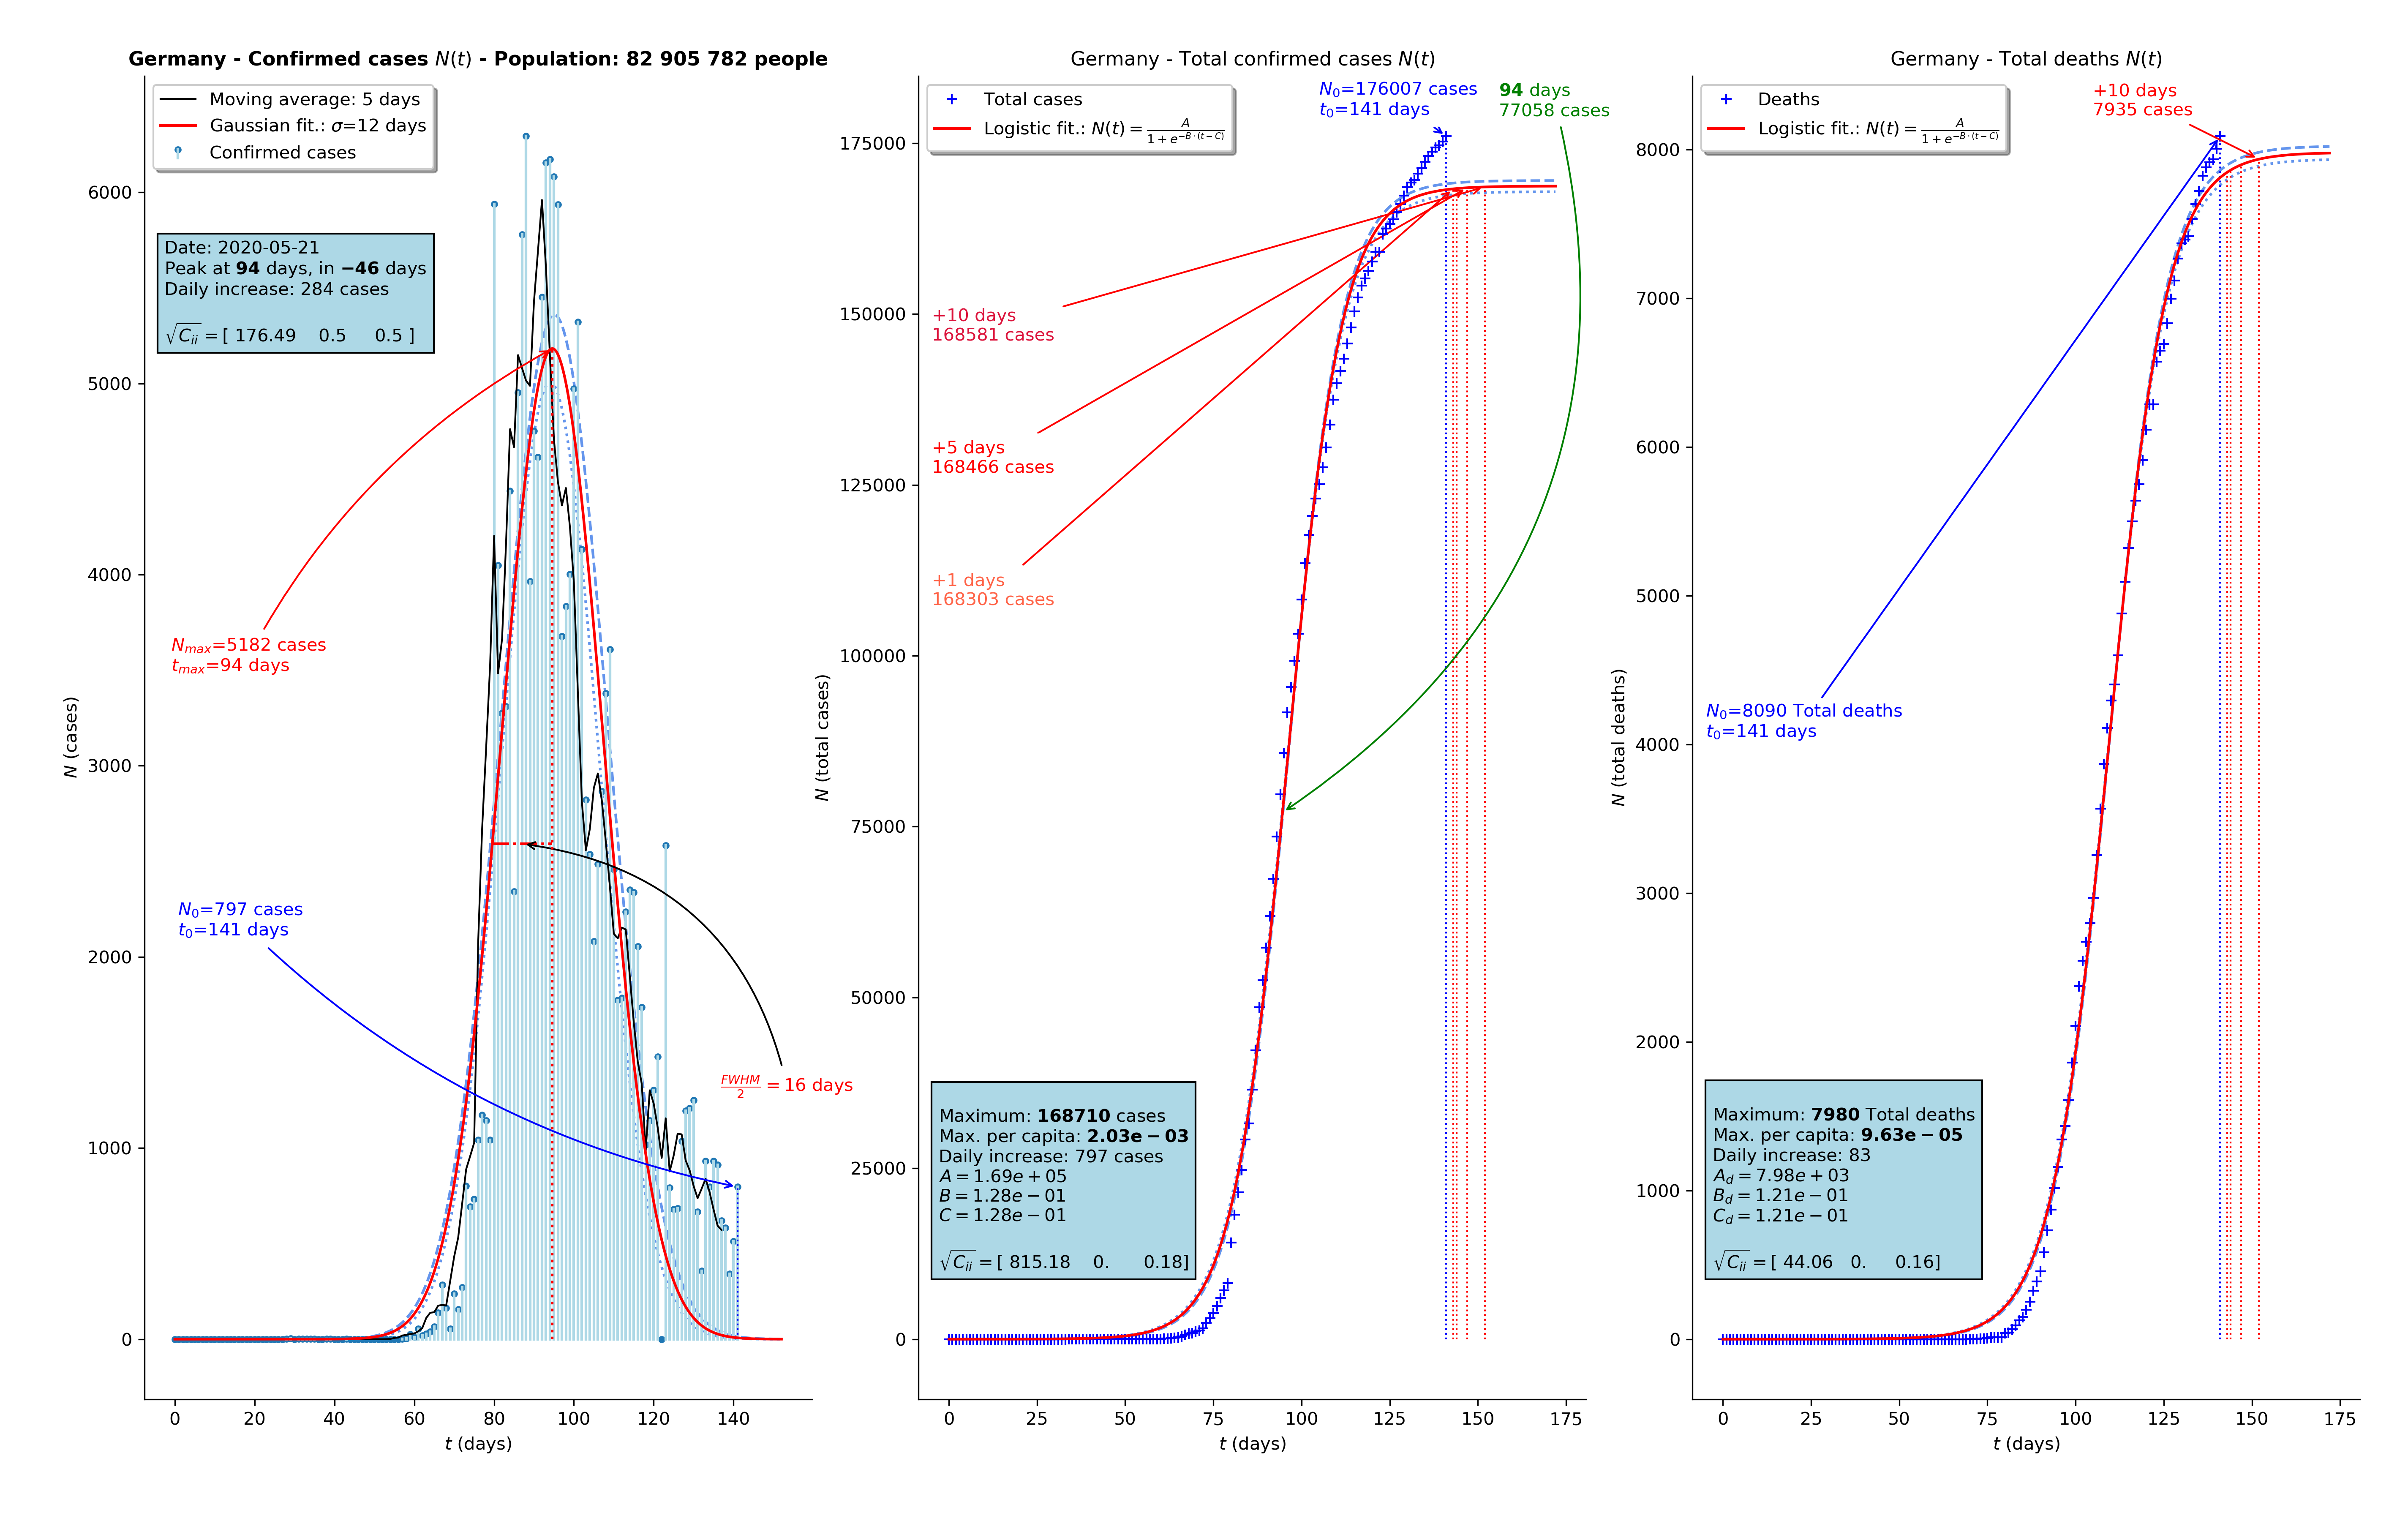 Germany - Confirmed cases N(t) - Population: 82 905 782 people
Moving average: 5 days
Gaussian fit.: σ=12 days
Confirmed cases
Date: 2020-05-21
Peak at 94 days, in −46 days
Daily increase: 284 cases
√C_ii = [ 176.49 0.5 0.5 ]
N_max=5182 cases
t_max=94 days
N_0=797 cases
t_0=141 days
FWHM/2 = 16 days
N (cases)
6000
5000
4000
3000
2000
1000
0
0 20 40 60 80 100 120 140
t (days)
Germany - Total confirmed cases N(t)
Total cases
Logistic fit.: N(t) = A/(1 + e^{−B·(t−C)})
N_0=176007 cases
t_0=141 days
94 days
77058 cases
+10 days
168581 cases
+5 days
168466 cases
+1 days
168303 cases
Maximum: 168710 cases
Max. per capita: 2.03e − 03
Daily increase: 797 cases
A = 1.69e + 05
B = 1.28e − 01
C = 1.28e − 01
√C_ii = [ 815.18 0. 0.18]
N (total cases)
175000
150000
125000
100000
75000
50000
25000
0
0 25 50 75 100 125 150 175
t (days)
Germany - Total deaths N(t)
Deaths
Logistic fit.: N(t) = A/(1 + e^{−B·(t−C)})
+10 days
7935 cases
N_0=8090 Total deaths
t_0=141 days
Maximum: 7980 Total deaths
Max. per capita: 9.63e − 05
Daily increase: 83
A_d = 7.98e + 03
B_d = 1.21e − 01
C_d = 1.21e − 01
√C_ii = [ 44.06 0. 0.16]
N (total deaths)
8000
7000
6000
5000
4000
3000
2000
1000
0
0 25 50 75 100 125 150 175
t (days)